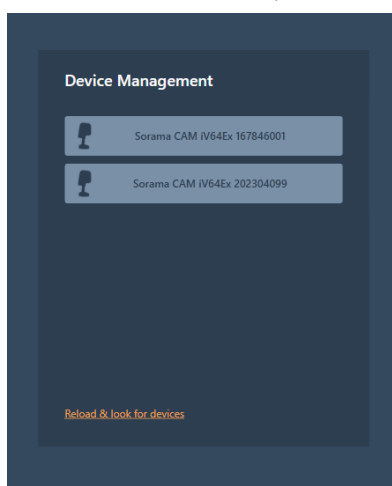 Device Management
Sorama CAM iV64Ex 167846001
Sorama CAM iV64Ex 202304099
Reload & look for devices